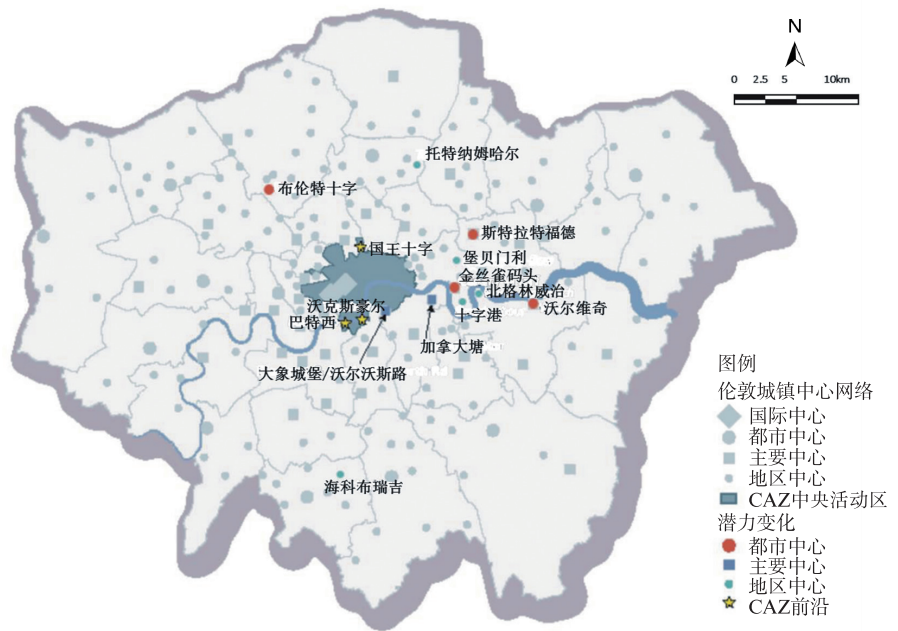 N
0 2.5 5 10km
托特纳姆哈尔
布伦特十字
斯特拉特福德
国王十字
堡贝门利
金丝雀码头
北格林威治
沃克斯豪尔
十字港
沃尔维奇
巴特西
加拿大塘
大象城堡/沃尔沃斯路
海科布瑞吉
图例
伦敦城镇中心网络
国际中心
都市中心
主要中心
地区中心
CAZ中央活动区
潜力变化
都市中心
主要中心
地区中心
CAZ前沿